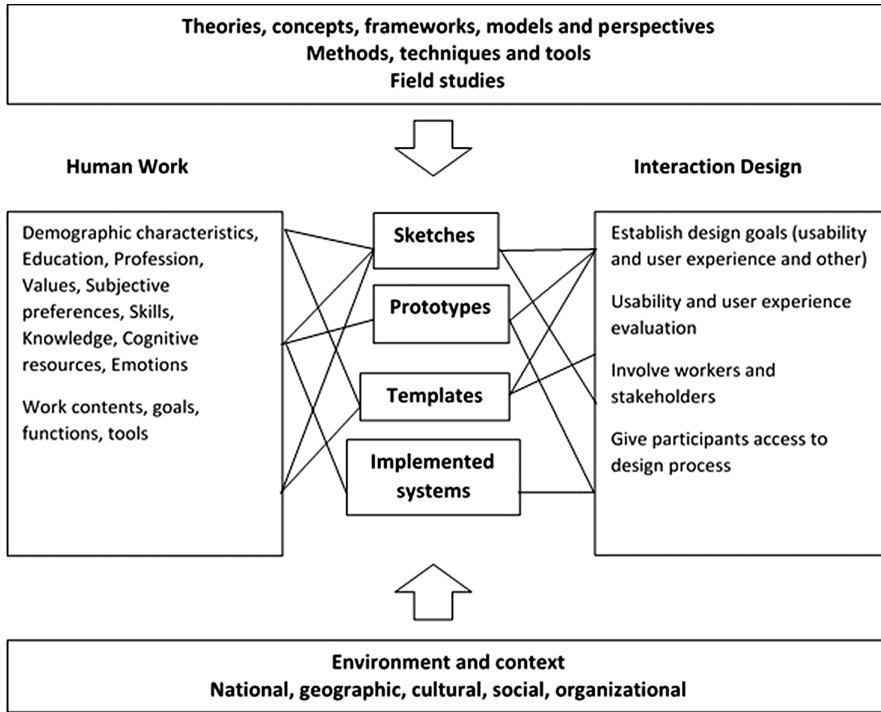 Theories, concepts, frameworks, models and perspectives
Methods, techniques and tools
Field studies
Human Work
Interaction Design
Demographic characteristics,
Education, Profession,
Values, Subjective
preferences, Skills,
Knowledge, Cognitive
resources, Emotions
Work contents, goals,
functions, tools
Sketches
Prototypes
Templates
Implemented
systems
Establish design goals (usability
and user experience and other)
Usability and user experience
evaluation
Involve workers and
stakeholders
Give participants access to
design process
Environment and context
National, geographic, cultural, social, organizational